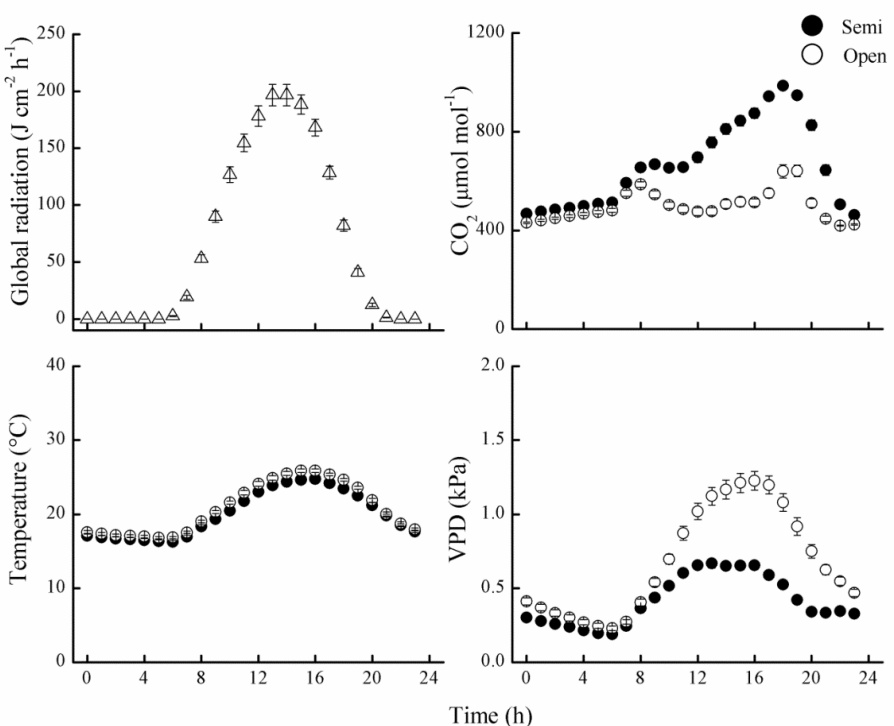 Global radiation (J cm⁻² h⁻¹)
250
200
150
100
50
0
CO₂ (μmol mol⁻¹)
1200
800
400
0
Semi
Open
Temperature (°C)
40
30
20
10
0
0 4 8 12 16 20 24
VPD (kPa)
2.0
1.5
1.0
0.5
0.0
0 4 8 12 16 20 24
Time (h)